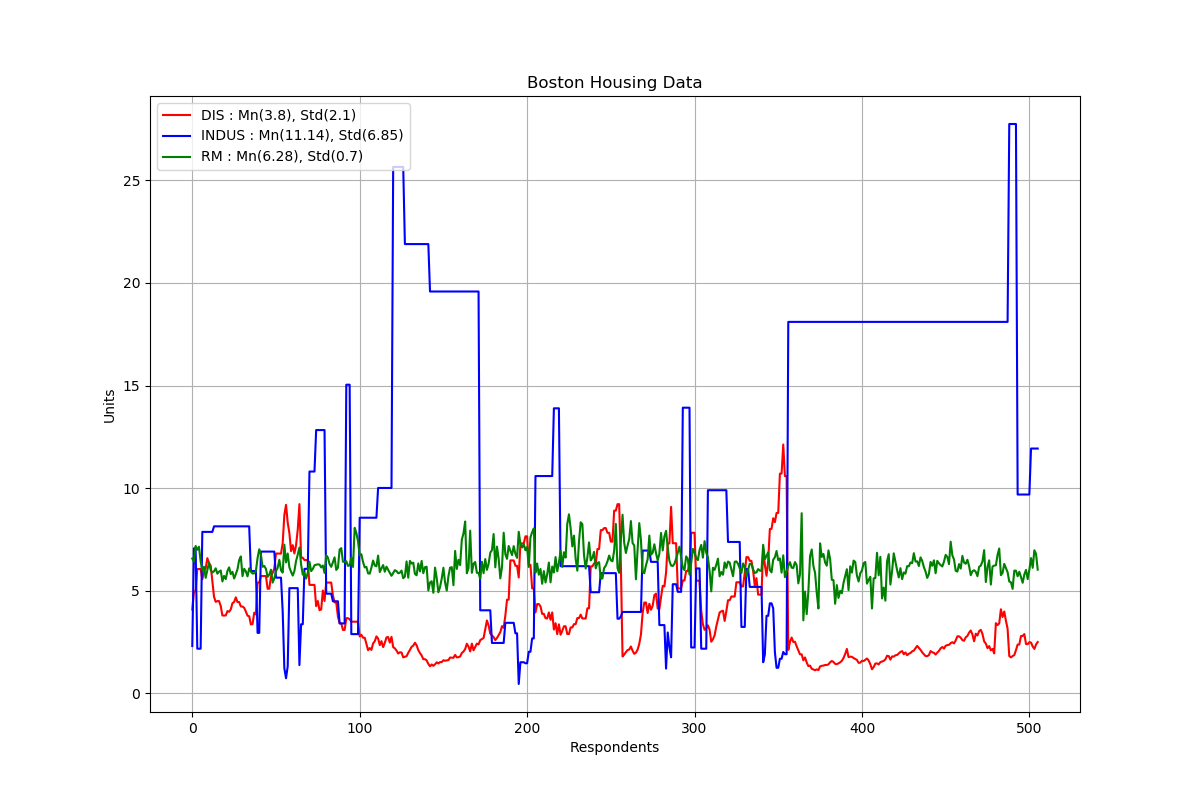 Boston Housing Data
DIS : Mn(3.8), Std(2.1)
INDUS : Mn(11.14), Std(6.85)
RM : Mn(6.28), Std(0.7)
25
20
15
10
5
0
Units
0 100 200 300 400 500
Respondents